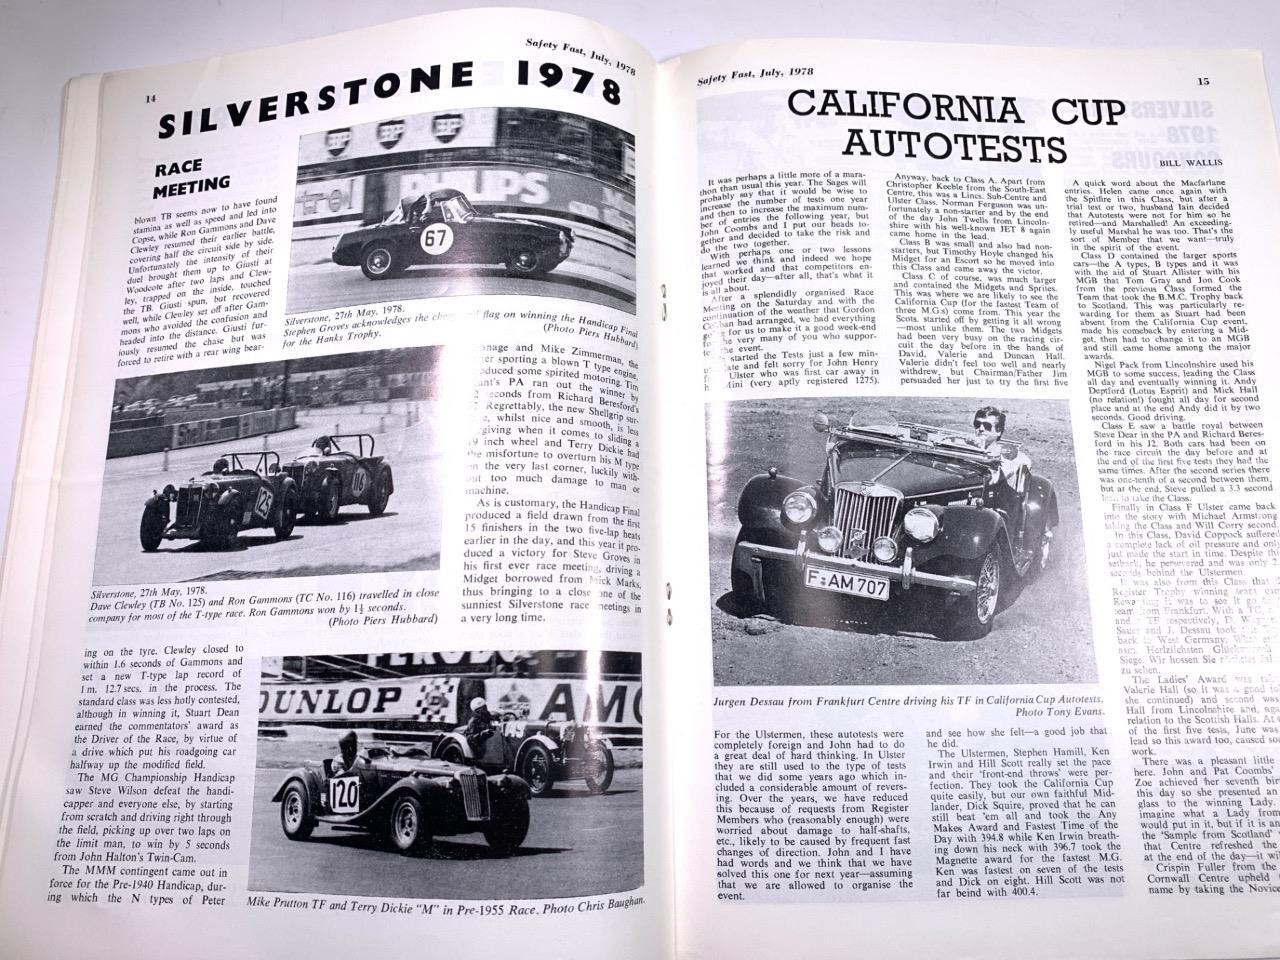 14
Safety Fast, July, 1978
SILVERSTONE 1978
RACE
MEETING
blown TB seems now to have found
stamina as well as speed and led into
Copse, while Ron Gammons and Dave
Clewley resumed their earlier battle,
covering half the circuit side by side.
Unfortunately the intensity of their
duel brought them up to Giusti at
Woodcote after two laps and Clew-
ley, trapped on the inside, touched
the TB. Giusti spun, but recovered
well, while Clewley set off after Gam-
mons who avoided the confusion and
headed into the distance. Giusti fur-
iously resumed the chase but was
forced to retire with a rear wing bear-
PHILIPS
67
Silverstone, 27th May, 1978.
Stephen Groves acknowledges the flag on winning the Handicap Final
for the Hanks Trophy.
(Photo Piers Hubbard)
125
116
Silverstone, 27th May, 1978.
Dave Clewley (TB No. 125) and Ron Gammons (TC No. 116) travelled in close
company for most of the T-type race. Ron Gammons won by 1½ seconds.
(Photo Piers Hubbard)
and Mike Zimmerman, the
sporting a blown T type engine,
some spirited motoring. Tim
PA ran out the winner by
seconds from Richard Beresford's
Regrettably, the new Shellgrip sur-
whilst nice and smooth, is less
when it comes to sliding a
inch wheel and Terry Dickie had
the misfortune to overturn his M type
on the very last corner, luckily with-
out too much damage to man or
machine.
As is customary, the Handicap Final
produced a field drawn from the first
15 finishers in the two five-lap heats
earlier in the day, and this year it pro-
duced a victory for Steve Groves in
his first ever race meeting, driving a
Midget borrowed from Mick Marks,
thus bringing to a close one of the
sunniest Silverstone race meetings in
a very long time.
ing on the tyre. Clewley closed to
within 1.6 seconds of Gammons and
set a new T-type lap record of
1 m. 12.7 secs. in the process. The
standard class was less hotly contested,
although in winning it, Stuart Dean
earned the commentators' award as
the Driver of the Race, by virtue of
a drive which put his roadgoing car
halfway up the modified field.
The MG Championship Handicap
saw Steve Wilson defeat the handi-
capper and everyone else, by starting
from scratch and driving right through
the field, picking up over two laps on
the limit man, to win by 5 seconds
from John Halton's Twin-Cam.
The MMM contingent came out in
force for the Pre-1940 Handicap, dur-
ing which the N types of Peter
DUNLOP
120
Mike Prutton TF and Terry Dickie "M" in Pre-1955 Race. Photo Chris Baughan.
Safety Fast, July, 1978
15
CALIFORNIA CUP
AUTOTESTS
BILL WALLIS
It was perhaps a little more of a mara-
thon than usual this year. The Sages will
probably say that it would be wise to
increase the number of tests one year
and then to increase the maximum num-
ber of entries the following year, but
John Coombs and I put our heads to-
gether and decided to take the risk and
do the two together.
With perhaps one or two lessons
learned we think and indeed we hope
that worked and that competitors en-
joyed their day—after all, that's what it
is all about.
After a splendidly organised Race
Meeting on the Saturday and with the
continuation of the weather that Gordon
had arranged, we had everything
going for us to make it a good week-end
for the very many of you who suppor-
the event.
started the Tests just a few min-
late and felt sorry for John Henry
Ulster who was first car away in
Mini (very aptly registered 1275).
Anyway, back to Class A. Apart from
Christopher Keeble from the South-East
Centre, this was a Lincs. Sub-Centre and
Ulster Class. Norman Ferguson was un-
fortunately a non-starter and by the end
of the day John Twells from Lincoln-
shire with his well-known JET 8 again
came home in the lead.
Class B was small and also had non-
starters, but Timothy Hoyle changed his
Midget for an Escort so he moved into
this Class and came away the victor.
Class C of course, was much larger
and contained the Midgets and Sprites.
This was where we are likely to see the
California Cup (for the fastest Team of
three M.G.s) come from. This year the
Scots. started off by getting it all wrong
—most unlike them. The two Midgets
had been very busy on the racing cir-
cuit the day before in the hands of
David, Valerie and Duncan Hall.
Valerie didn't feel too well and nearly
withdrew, but Chairman/Father Jim
persuaded her just to try the first five
F·AM 707
Jurgen Dessau from Frankfurt Centre driving his TF in California Cup Autotests.
Photo Tony Evans.
For the Ulstermen, these autotests were
completely foreign and John had to do
a great deal of hard thinking. In Ulster
they are still used to the type of tests
that we did some years ago which in-
cluded a considerable amount of revers-
ing. Over the years, we have reduced
this because of requests from Register
Members who (reasonably enough) were
worried about damage to half-shafts,
etc., likely to be caused by frequent fast
changes of direction. John and I have
had words and we think that we have
solved this one for next year—assuming
that we are allowed to organise the
event.
and see how she felt—a good job that
he did.
The Ulstermen, Stephen Hamill, Ken
Irwin and Hill Scott really set the pace
and their 'front-end throws' were per-
fection. They took the California Cup
quite easily, but our own faithful Mid-
lander, Dick Squire, proved that he can
still beat 'em all and took the Any
Makes Award and Fastest Time of the
Day with 394.8 while Ken Irwin breath-
ing down his neck with 396.7 took the
Magnette award for the fastest M.G.
Ken was fastest on seven of the tests
and Dick on eight. Hill Scott was not
far beind with 400.4.
A quick word about the Macfarlane
entries. Helen came once again with
the Spitfire in this Class, but after a
trial test or two, husband Iain decided
that Autotests were not for him so he
retired—and Marshalled! An exceeding-
ly useful Marshal he was too. That's the
sort of Member that we want—truly
in the spirit of the event.
Class D contained the larger sports
cars—the A types, B types and it was
with the aid of Stuart Allister with his
MGB that Tom Gray and Jon Cook
from the previous Class formed the
Team that took the B.M.C. Trophy back
to Scotland. This was particularly re-
warding for them as Stuart had been
absent from the California Cup event,
made his comeback by entering a Mid-
get, then had to change it to an MGB
and still came home among the major
awards.
Nigel Pack from Lincolnshire used his
MGB to some success, leading the Class
all day and eventually winning it. Andy
Deptford (Lotus Esprit) and Mick Hall
(no relation!) fought all day for second
place and at the end Andy did it by two
seconds. Good driving.
Class E saw a battle royal between
Steve Dear in the PA and Richard Beres-
ford in his J2. Both cars had been on
the race circuit the day before and at
the end of the first five tests they had the
same times. After the second series there
was one-tenth of a second between them,
but at the end, Steve pulled a 3.3 second
lead to take the Class.
Finally in Class F Ulster came back
into the story with Michael Armstrong
taking the Class and Will Corry second.
In this Class, David Coppock suffered
a complete lack of oil pressure and only
just made the start in time. Despite this
setback, he persevered and was only 2.
seconds behind the Ulstermen.
It was also from this Class that
Register Trophy winning team
it was to see it go
team from Frankfurt. With a TC,
and TF respectively, D.
Sauer and J. Dessau took
back to West Germany.
Herzlichsten
Siege. Wir hossen Sie
zu sehen.
The Ladies' Award was
Valerie Hall (so it was a good
she continued) and second was
Hall from Lincolnshire and,
relation to the Scottish Halls. At
of the first five tests, June was
lead so this award too, caused
work.
There was a pleasant little
here. John and Pat Coombs'
Zoe achieved her seventh
this day so she presented an
glass to the winning Lady.
imagine what a Lady from
would put in it, but if it is an
the 'Sample from Scotland'
that Centre refreshed the
at the end of the day—it
Crispin Fuller from the
Cornwall Centre upheld
name by taking the Novice